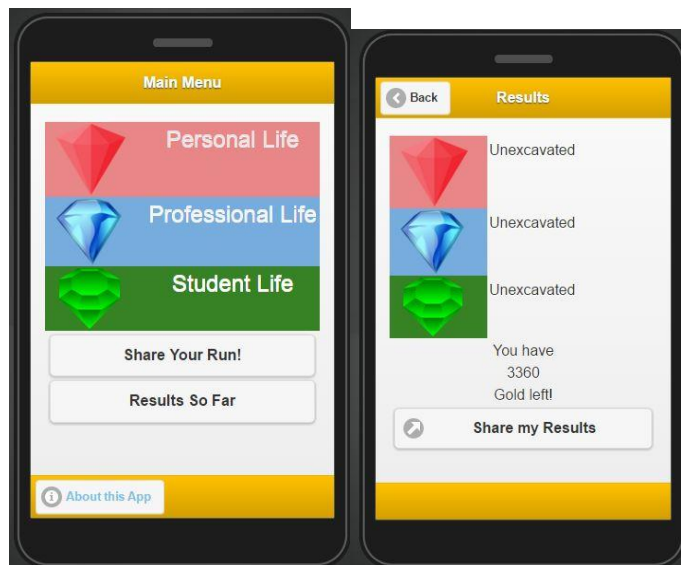 Main Menu
Personal Life
Professional Life
Student Life
Share Your Run!
Results So Far
About this App
Back
Results
Unexcavated
Unexcavated
Unexcavated
You have
3360
Gold left!
Share my Results